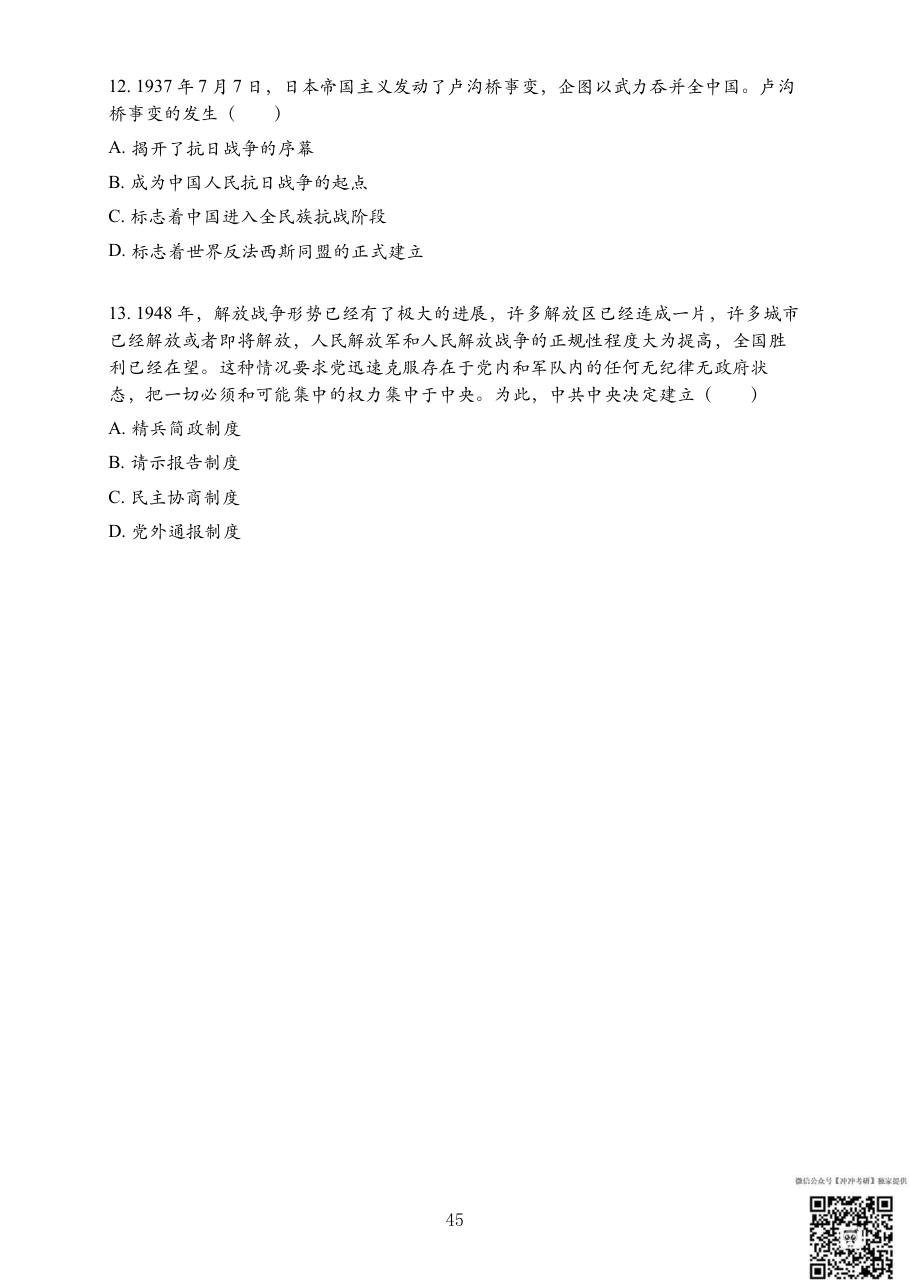 12. 1937 年 7 月 7 日，日本帝国主义发动了卢沟桥事变，企图以武力吞并全中国。卢沟
桥事变的发生（　　）
A. 揭开了抗日战争的序幕
B. 成为中国人民抗日战争的起点
C. 标志着中国进入全民族抗战阶段
D. 标志着世界反法西斯同盟的正式建立
13. 1948 年，解放战争形势已经有了极大的进展，许多解放区已经连成一片，许多城市
已经解放或者即将解放，人民解放军和人民解放战争的正规性程度大为提高，全国胜
利已经在望。这种情况要求党迅速克服存在于党内和军队内的任何无纪律无政府状
态，把一切必须和可能集中的权力集中于中央。为此，中共中央决定建立（　　）
A. 精兵简政制度
B. 请示报告制度
C. 民主协商制度
D. 党外通报制度
微信公众号【冲冲考研】独家提供
45